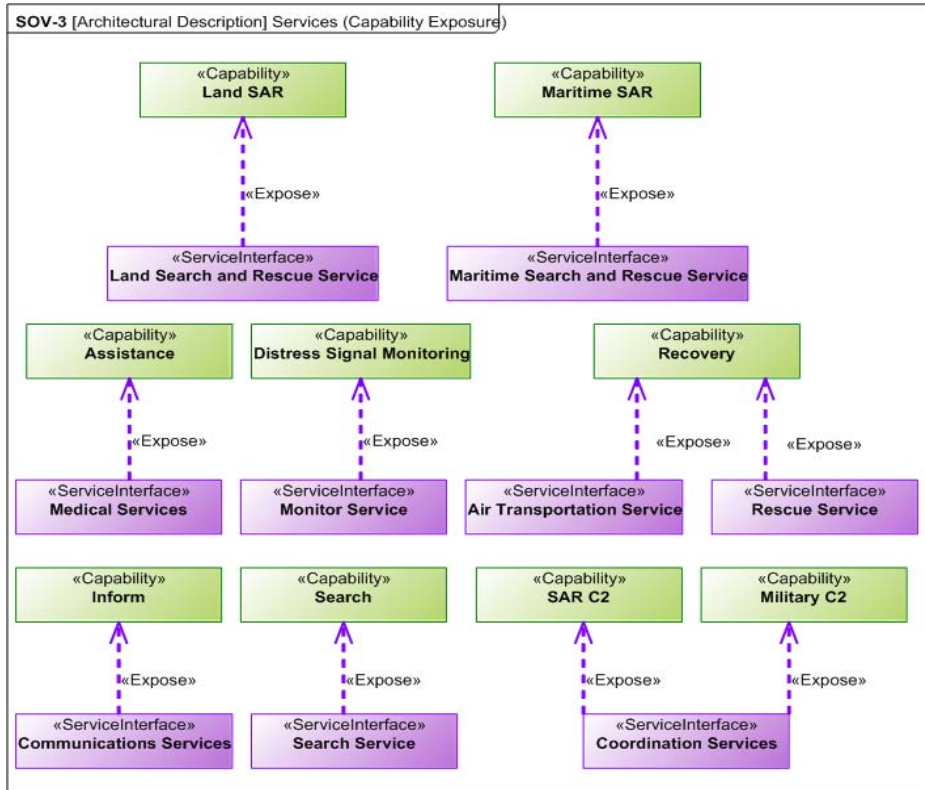 SOV-3 [Architectural Description] Services (Capability Exposure)
«Capability»
Land SAR
«Capability»
Maritime SAR
«Expose»
«Expose»
«ServiceInterface»
Land Search and Rescue Service
«ServiceInterface»
Maritime Search and Rescue Service
«Capability»
Assistance
«Capability»
Distress Signal Monitoring
«Capability»
Recovery
«Expose»
«Expose»
«Expose»
«Expose»
«ServiceInterface»
Medical Services
«ServiceInterface»
Monitor Service
«ServiceInterface»
Air Transportation Service
«ServiceInterface»
Rescue Service
«Capability»
Inform
«Capability»
Search
«Capability»
SAR C2
«Capability»
Military C2
«Expose»
«Expose»
«Expose»
«Expose»
«ServiceInterface»
Communications Services
«ServiceInterface»
Search Service
«ServiceInterface»
Coordination Services